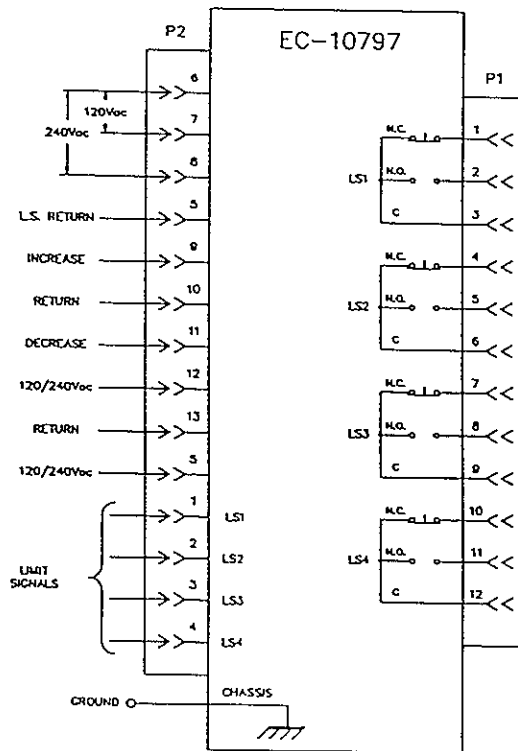 EC-10797
P2
P1
6
120Vac
7
240Vac
8
L.S. RETURN
5
INCREASE
9
RETURN
10
DECREASE
11
120/240Vac
12
RETURN
13
120/240Vac
5
LIMIT
SIGNALS
1
LS1
2
LS2
3
LS3
4
LS4
GROUND
CHASSIS
LS1
N.C.
1
N.O.
2
C
3
LS2
N.C.
4
N.O.
5
C
6
LS3
N.C.
7
N.O.
8
C
9
LS4
N.C.
10
N.O.
11
C
12